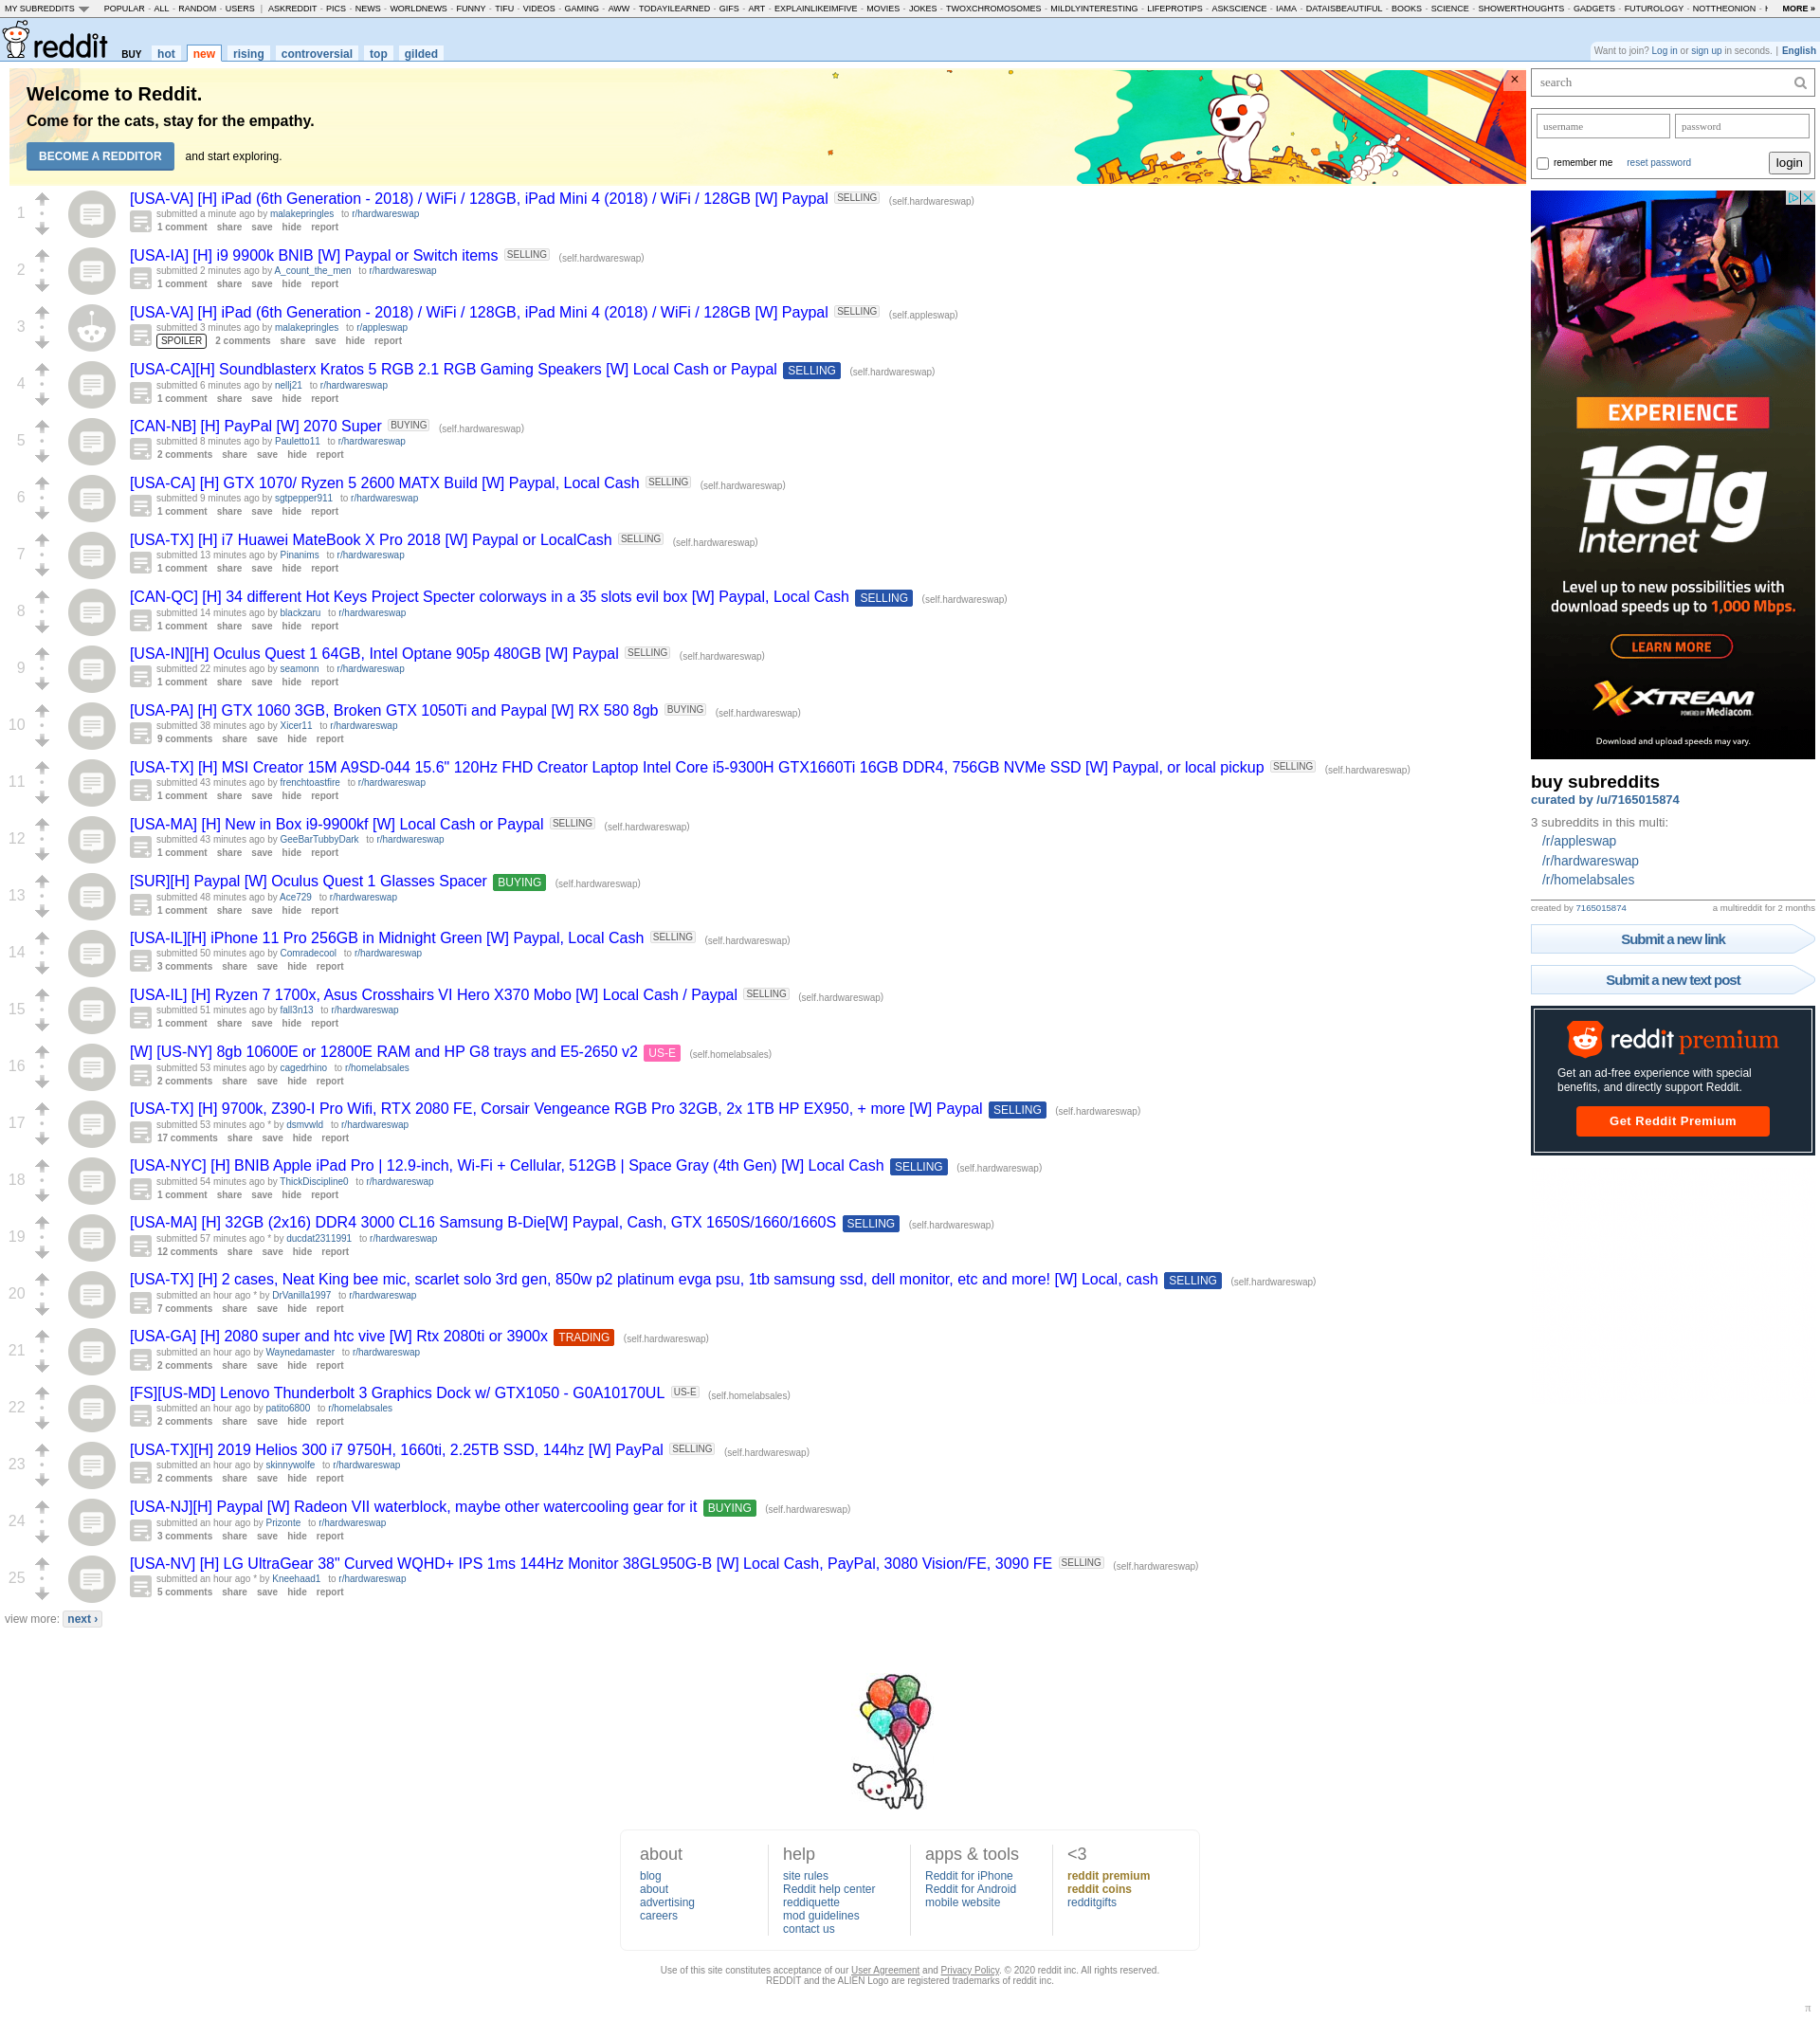 MY SUBREDDITS POPULAR - ALL - RANDOM - USERS | ASKREDDIT - PICS - NEWS - WORLDNEWS - FUNNY - TIFU - VIDEOS - GAMING - AWW - TODAYILEARNED - GIFS - ART - EXPLAINLIKEIMFIVE - MOVIES - JOKES - TWOXCHROMOSOMES - MILDLYINTERESTING - LIFEPROTIPS - ASKSCIENCE - IAMA - DATAISBEAUTIFUL - BOOKS - SCIENCE - SHOWERTHOUGHTS - GADGETS - FUTUROLOGY - NOTTHEONION - MORE »
reddit BUY hot new rising controversial top gilded
Want to join? Log in or sign up in seconds. | English
Welcome to Reddit.
Come for the cats, stay for the empathy.
BECOME A REDDITOR and start exploring.
×
1
[USA-VA] [H] iPad (6th Generation - 2018) / WiFi / 128GB, iPad Mini 4 (2018) / WiFi / 128GB [W] Paypal SELLING (self.hardwareswap)
submitted a minute ago by malakepringles to r/hardwareswap
1 comment share save hide report
2
[USA-IA] [H] i9 9900k BNIB [W] Paypal or Switch items SELLING (self.hardwareswap)
submitted 2 minutes ago by A_count_the_men to r/hardwareswap
1 comment share save hide report
3
[USA-VA] [H] iPad (6th Generation - 2018) / WiFi / 128GB, iPad Mini 4 (2018) / WiFi / 128GB [W] Paypal SELLING (self.appleswap)
submitted 3 minutes ago by malakepringles to r/appleswap
SPOILER 2 comments share save hide report
4
[USA-CA][H] Soundblasterx Kratos 5 RGB 2.1 RGB Gaming Speakers [W] Local Cash or Paypal SELLING (self.hardwareswap)
submitted 6 minutes ago by nellj21 to r/hardwareswap
1 comment share save hide report
5
[CAN-NB] [H] PayPal [W] 2070 Super BUYING (self.hardwareswap)
submitted 8 minutes ago by Pauletto11 to r/hardwareswap
2 comments share save hide report
6
[USA-CA] [H] GTX 1070/ Ryzen 5 2600 MATX Build [W] Paypal, Local Cash SELLING (self.hardwareswap)
submitted 9 minutes ago by sgtpepper911 to r/hardwareswap
1 comment share save hide report
7
[USA-TX] [H] i7 Huawei MateBook X Pro 2018 [W] Paypal or LocalCash SELLING (self.hardwareswap)
submitted 13 minutes ago by Pinanims to r/hardwareswap
1 comment share save hide report
8
[CAN-QC] [H] 34 different Hot Keys Project Specter colorways in a 35 slots evil box [W] Paypal, Local Cash SELLING (self.hardwareswap)
submitted 14 minutes ago by blackzaru to r/hardwareswap
1 comment share save hide report
9
[USA-IN][H] Oculus Quest 1 64GB, Intel Optane 905p 480GB [W] Paypal SELLING (self.hardwareswap)
submitted 22 minutes ago by seamonn to r/hardwareswap
1 comment share save hide report
10
[USA-PA] [H] GTX 1060 3GB, Broken GTX 1050Ti and Paypal [W] RX 580 8gb BUYING (self.hardwareswap)
submitted 38 minutes ago by Xicer11 to r/hardwareswap
9 comments share save hide report
11
[USA-TX] [H] MSI Creator 15M A9SD-044 15.6" 120Hz FHD Creator Laptop Intel Core i5-9300H GTX1660Ti 16GB DDR4, 756GB NVMe SSD [W] Paypal, or local pickup SELLING (self.hardwareswap)
submitted 43 minutes ago by frenchtoastfire to r/hardwareswap
1 comment share save hide report
12
[USA-MA] [H] New in Box i9-9900kf [W] Local Cash or Paypal SELLING (self.hardwareswap)
submitted 43 minutes ago by GeeBarTubbyDark to r/hardwareswap
1 comment share save hide report
13
[SUR][H] Paypal [W] Oculus Quest 1 Glasses Spacer BUYING (self.hardwareswap)
submitted 48 minutes ago by Ace729 to r/hardwareswap
1 comment share save hide report
14
[USA-IL][H] iPhone 11 Pro 256GB in Midnight Green [W] Paypal, Local Cash SELLING (self.hardwareswap)
submitted 50 minutes ago by Comradecool to r/hardwareswap
3 comments share save hide report
15
[USA-IL] [H] Ryzen 7 1700x, Asus Crosshairs VI Hero X370 Mobo [W] Local Cash / Paypal SELLING (self.hardwareswap)
submitted 51 minutes ago by fall3n13 to r/hardwareswap
1 comment share save hide report
16
[W] [US-NY] 8gb 10600E or 12800E RAM and HP G8 trays and E5-2650 v2 US-E (self.homelabsales)
submitted 53 minutes ago by cagedrhino to r/homelabsales
2 comments share save hide report
17
[USA-TX] [H] 9700k, Z390-I Pro Wifi, RTX 2080 FE, Corsair Vengeance RGB Pro 32GB, 2x 1TB HP EX950, + more [W] Paypal SELLING (self.hardwareswap)
submitted 53 minutes ago * by dsmvwld to r/hardwareswap
17 comments share save hide report
18
[USA-NYC] [H] BNIB Apple iPad Pro | 12.9-inch, Wi-Fi + Cellular, 512GB | Space Gray (4th Gen) [W] Local Cash SELLING (self.hardwareswap)
submitted 54 minutes ago by ThickDiscipline0 to r/hardwareswap
1 comment share save hide report
19
[USA-MA] [H] 32GB (2x16) DDR4 3000 CL16 Samsung B-Die[W] Paypal, Cash, GTX 1650S/1660/1660S SELLING (self.hardwareswap)
submitted 57 minutes ago * by ducdat2311991 to r/hardwareswap
12 comments share save hide report
20
[USA-TX] [H] 2 cases, Neat King bee mic, scarlet solo 3rd gen, 850w p2 platinum evga psu, 1tb samsung ssd, dell monitor, etc and more! [W] Local, cash SELLING (self.hardwareswap)
submitted an hour ago * by DrVanilla1997 to r/hardwareswap
7 comments share save hide report
21
[USA-GA] [H] 2080 super and htc vive [W] Rtx 2080ti or 3900x TRADING (self.hardwareswap)
submitted an hour ago by Waynedamaster to r/hardwareswap
2 comments share save hide report
22
[FS][US-MD] Lenovo Thunderbolt 3 Graphics Dock w/ GTX1050 - G0A10170UL US-E (self.homelabsales)
submitted an hour ago by patito6800 to r/homelabsales
2 comments share save hide report
23
[USA-TX][H] 2019 Helios 300 i7 9750H, 1660ti, 2.25TB SSD, 144hz [W] PayPal SELLING (self.hardwareswap)
submitted an hour ago by skinnywolfe to r/hardwareswap
2 comments share save hide report
24
[USA-NJ][H] Paypal [W] Radeon VII waterblock, maybe other watercooling gear for it BUYING (self.hardwareswap)
submitted an hour ago by Prizonte to r/hardwareswap
3 comments share save hide report
25
[USA-NV] [H] LG UltraGear 38" Curved WQHD+ IPS 1ms 144Hz Monitor 38GL950G-B [W] Local Cash, PayPal, 3080 Vision/FE, 3090 FE SELLING (self.hardwareswap)
submitted an hour ago * by Kneehaad1 to r/hardwareswap
5 comments share save hide report
view more: next ›
search
username password
remember me reset password login
EXPERIENCE
1Gig
Internet
Level up to new possibilities with
download speeds up to 1,000 Mbps.
LEARN MORE
XTREAM
POWERED BY Mediacom
Download and upload speeds may vary.
buy subreddits
curated by /u/7165015874
3 subreddits in this multi:
/r/appleswap
/r/hardwareswap
/r/homelabsales
created by 7165015874 a multireddit for 2 months
Submit a new link
Submit a new text post
reddit premium
Get an ad-free experience with special
benefits, and directly support Reddit.
Get Reddit Premium
about
blog
about
advertising
careers
help
site rules
Reddit help center
reddiquette
mod guidelines
contact us
apps & tools
Reddit for iPhone
Reddit for Android
mobile website
<3
reddit premium
reddit coins
redditgifts
Use of this site constitutes acceptance of our User Agreement and Privacy Policy. © 2020 reddit inc. All rights reserved.
REDDIT and the ALIEN Logo are registered trademarks of reddit inc.
π